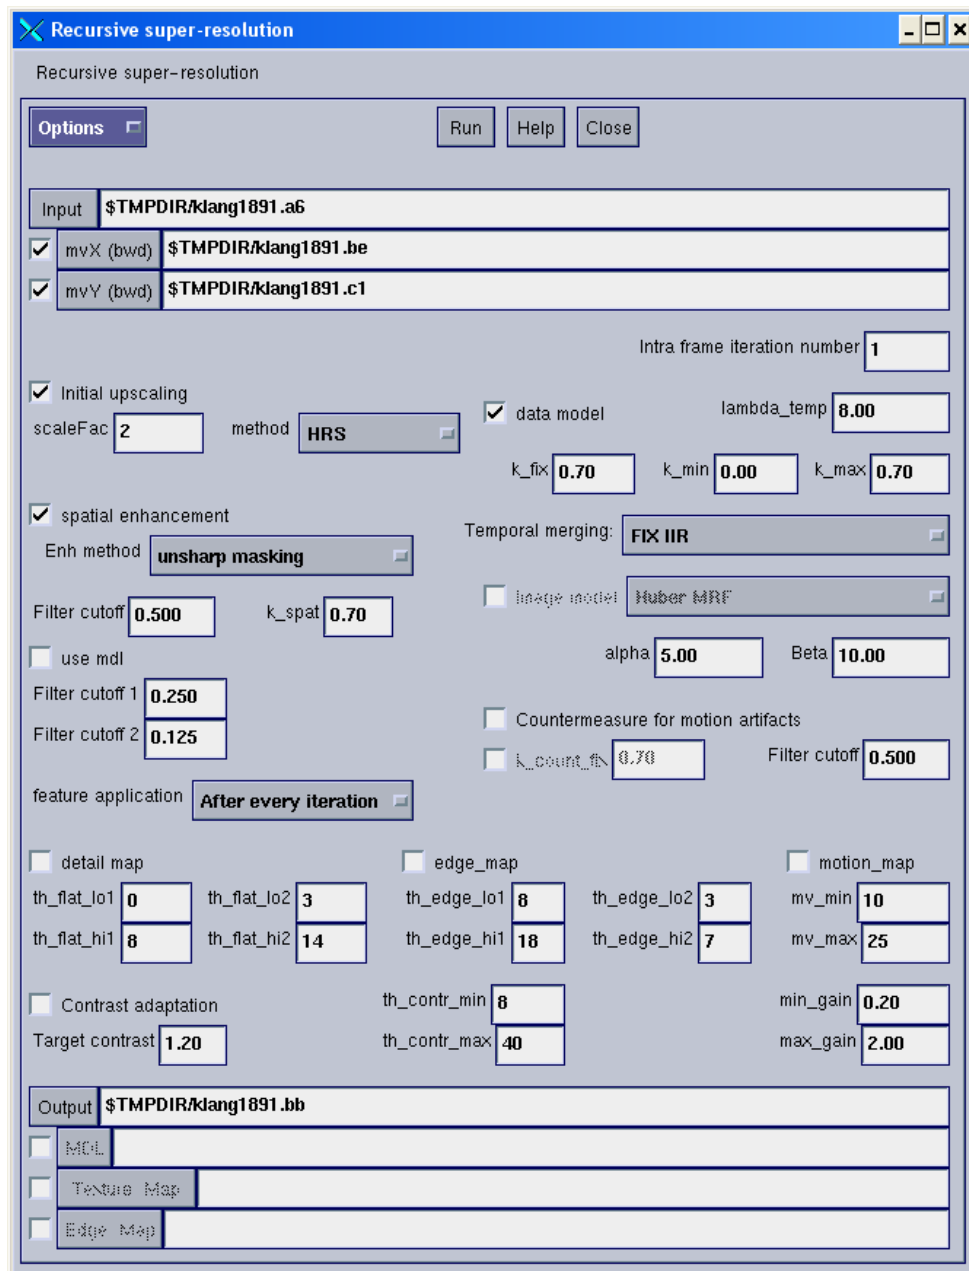 Recursive super-resolution
Recursive super-resolution
Options Run Help Close
Input $TMPDIR/klang1891.a6
mvX (bwd) $TMPDIR/klang1891.be
mvY (bwd) $TMPDIR/klang1891.c1
Intra frame iteration number 1
Initial upscaling
data model lambda_temp 8.00
scaleFac 2 method HRS
k_fix 0.70 k_min 0.00 k_max 0.70
spatial enhancement
Temporal merging: FIX IIR
Enh method unsharp masking
Image model Huber MRF
Filter cutoff 0.500 k_spat 0.70
use mdl
alpha 5.00 Beta 10.00
Filter cutoff 1 0.250
Countermeasure for motion artifacts
Filter cutoff 2 0.125
k_count_fix 0.70 Filter cutoff 0.500
feature application After every iteration
detail map edge_map motion_map
th_flat_lo1 0 th_flat_lo2 3 th_edge_lo1 8 th_edge_lo2 3 mv_min 10
th_flat_hi1 8 th_flat_hi2 14 th_edge_hi1 18 th_edge_hi2 7 mv_max 25
Contrast adaptation th_contr_min 8 min_gain 0.20
Target contrast 1.20 th_contr_max 40 max_gain 2.00
Output $TMPDIR/klang1891.bb
MDL
Texture Map
Edge Map